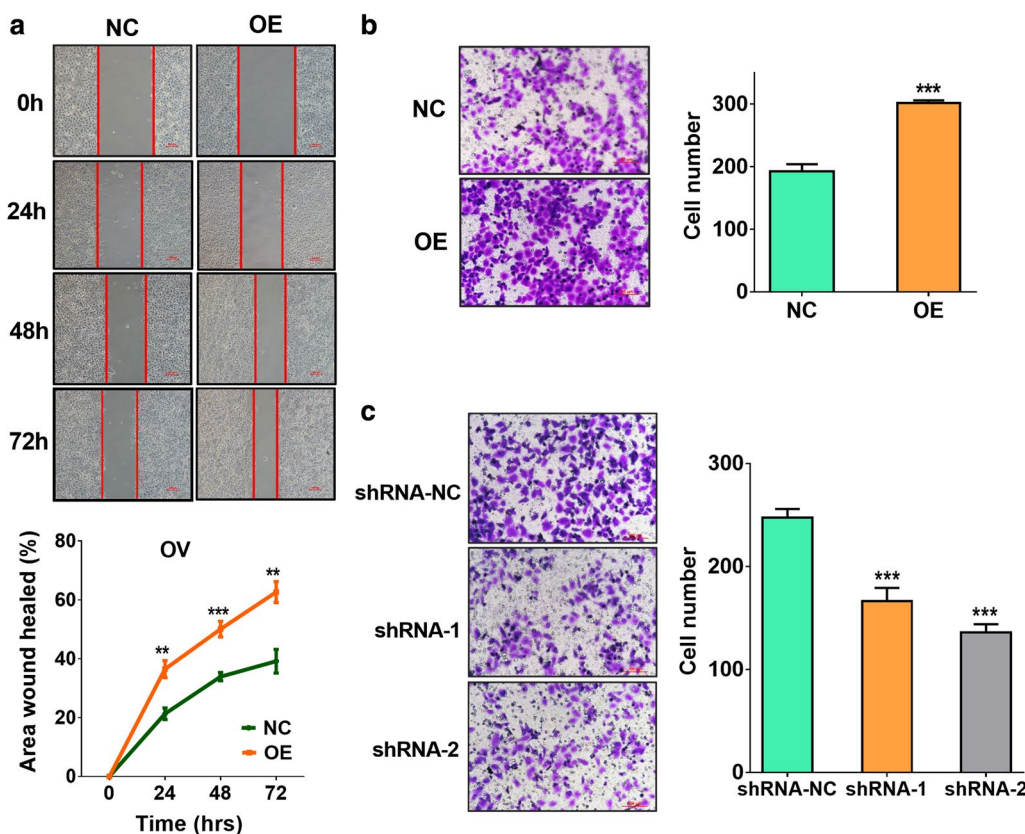 a
NC OE
0h
24h
48h
72h
OV
Area wound healed (%)
80
60
40
20
0
** *** **
NC
OE
0 24 48 72
Time (hrs)
b
NC
OE
Cell number
300
200
100
0
***
NC OE
c
shRNA-NC
shRNA-1
shRNA-2
Cell number
300
200
100
0
***
***
shRNA-NC shRNA-1 shRNA-2